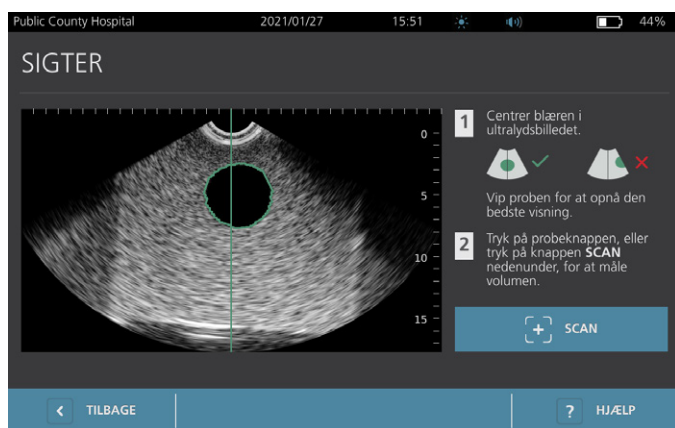 Public County Hospital 2021/01/27 15:51 44%
SIGTER
0
5
10
15
1 Centrer blæren i
ultralydsbilledet.
Vip proben for at opnå den
bedste visning.
2 Tryk på probeknappen, eller
tryk på knappen SCAN
nedenunder, for at måle
volumen.
SCAN
TILBAGE
? HJÆLP